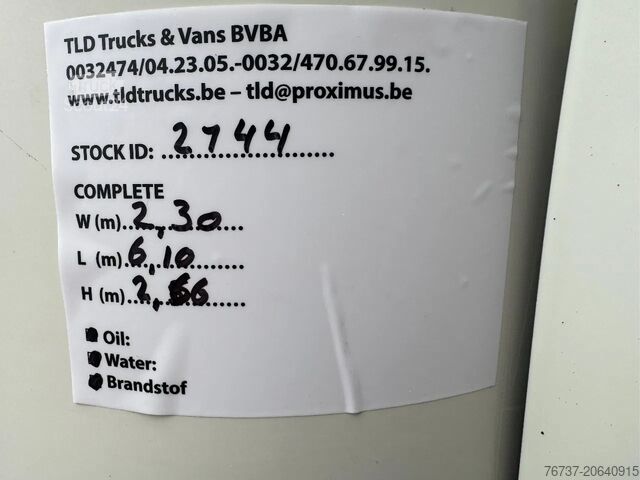 TLD Trucks & Vans BVBA
0032474/04.23.05.-0032/470.67.99.15.
www.tldtrucks.be – tld@proximus.be
STOCK ID: 2744
COMPLETE
W (m) 2,30
L (m) 6,10
H (m) 2,66
Oil:
Water:
Brandstof
76737-20640915